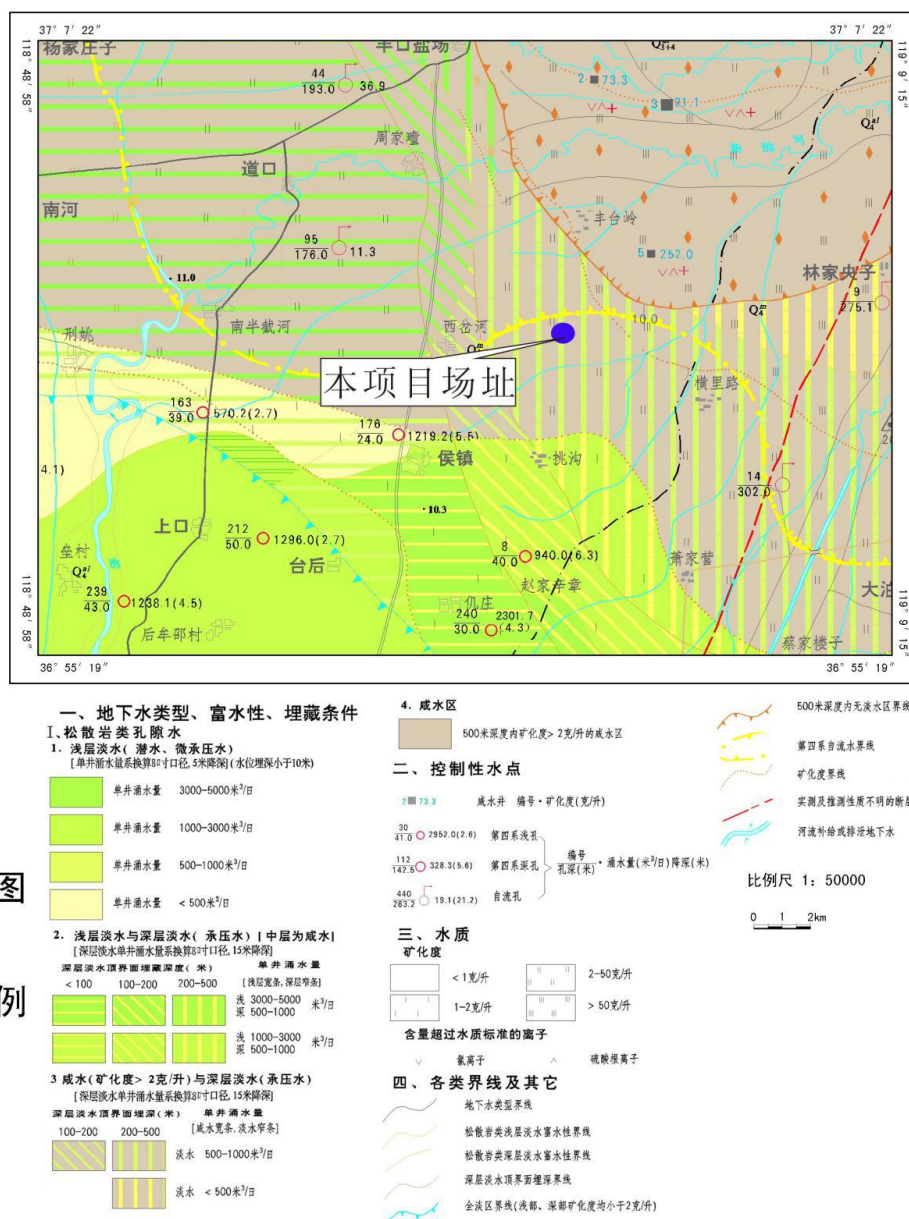 37° 7′ 22″
37° 7′ 22″
118° 48′ 58″
119° 9′ 15″
杨家庄子
羊口盐场
44
193.0
36.9
2
73.3
3
21.1
Q₄ᵃˡ
周家疃
道口
南河
95
176.0
11.3
丰台岭
5
252.0
林家央子
9
275.1
11.0
南半截河
西岔河
10.0
Q₄ᵐ
刑姚
本项目场址
横里路
163
39.0
570.2(2.7)
176
24.0
1219.2(5.5)
4.1)
侯镇
挑沟
14
302.0
10.3
上口
212
50.0
1296.0(2.7)
台后
8
40.0
940.0(6.3)
垒村
Q₄ᵃˡ
赵家辛章
萧家营
239
43.0
1238.1(4.5)
仉庄
240
30.0
2301.7
(4.3)
大泊
后牟邵村
蔡家楼子
118° 48′ 58″
119° 9′ 15″
36° 55′ 19″
36° 55′ 19″
图
例
一、地下水类型、富水性、埋藏条件
I.松散岩类孔隙水
1. 浅层淡水( 潜水、微承压水)
[单井涌水量系换算8吋口径,5米降深](水位埋深小于10米)
单井涌水量 3000-5000米³/日
单井涌水量 1000-3000米³/日
单井涌水量 500-1000米³/日
单井涌水量 < 500米³/日
2. 浅层淡水与深层淡水( 承压水) [中层为咸水]
[深层淡水单井涌水量系换算8吋口径,15米降深]
深层淡水顶界面埋藏深度( 米) 单井涌水量
< 100 100-200 200-500 [浅层宽条,深层窄条]
浅 3000-5000 米³/日
深 500-1000
浅 1000-3000 米³/日
深 500-1000
3 咸水(矿化度> 2克/升)与深层淡水(承压水)
[深层淡水单井涌水量系换算8吋口径,15米降深]
深层淡水顶界面埋深(米) 单井涌水量
100-200 200-500 [咸水宽条,淡水窄条]
淡水 500-1000米³/日
淡水 < 500米³/日
4. 咸水区
500米深度内矿化度> 2克/升的咸水区
二、控制性水点
2 73.3 咸水井 编号·矿化度(克/升)
30
41.0 2952.0(2.6) 第四系浅孔
112
142.5 328.3(5.6) 第四系深孔
编号
孔深(米)
·涌水量(米³/日)降深(米)
440
283.2 19.1(21.2) 自流孔
三、水质
矿化度
< 1克/升 2-50克/升
1-2克/升 > 50克/升
含量超过水质标准的离子
氯离子 硫酸根离子
四、各类界线及其它
地下水类型界线
松散岩类浅层淡水富水性界线
松散岩类深层淡水富水性界线
深层淡水顶界面埋深界线
全淡区界线(浅部、深部矿化度均小于2克/升)
500米深度内无淡水区界线
第四系自流水界线
矿化度界线
实测及推测性质不明的断层
河流补给或排泄地下水
比例尺 1: 50000
0 1 2km